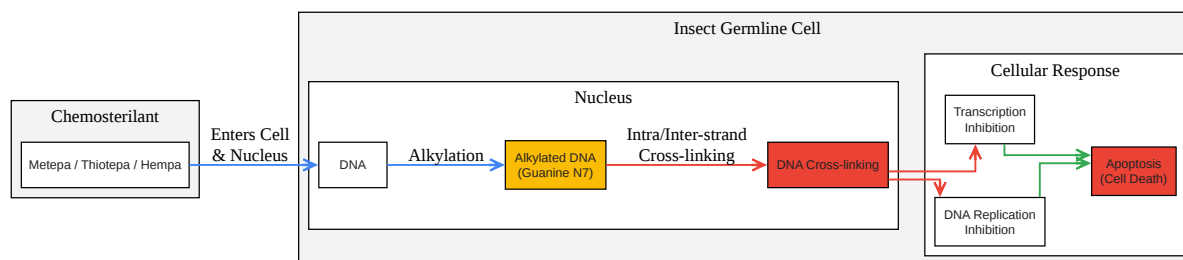 Insect Germline Cell
Cellular Response
Nucleus
Chemosterilant
Transcription
Inhibition
Enters Cell
& Nucleus
Intra/Inter-strand
Cross-linking
Metepa / Thiotepa / Hempa
DNA
Alkylation
Alkylated DNA
(Guanine N7)
DNA Cross-linking
Apoptosis
(Cell Death)
DNA Replication
Inhibition